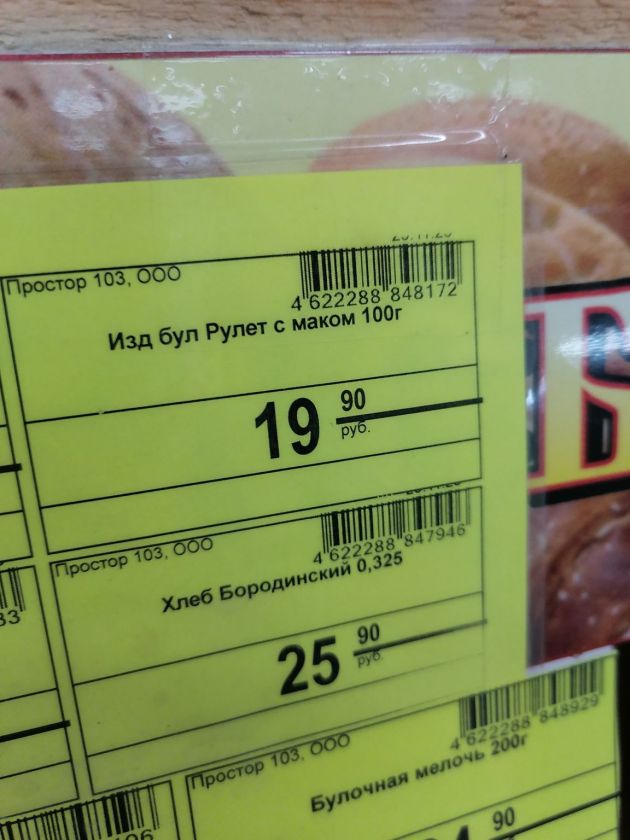 Простор 103, ООО
4 622288 848172
Изд бул Рулет с маком 100г
19 90
руб.
Простор 103, ООО
4 622288 847946
Хлеб Бородинский 0,325
25 90
руб.
Простор 103, ООО
4 622288 848929
Булочная мелочь 200г
90
Ь